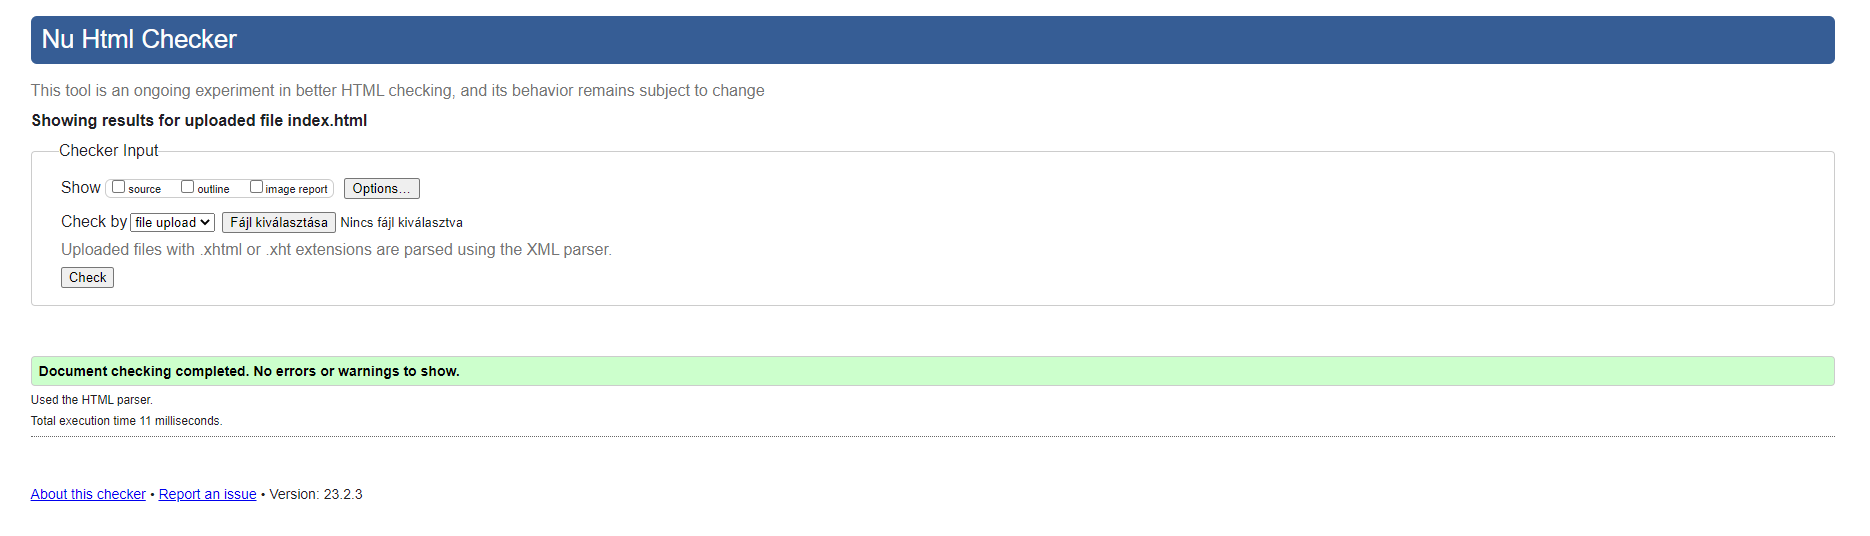 Nu Html Checker
This tool is an ongoing experiment in better HTML checking, and its behavior remains subject to change
Showing results for uploaded file index.html
Checker Input
Show source outline image report Options...
Check by file upload Fájl kiválasztása Nincs fájl kiválasztva
Uploaded files with .xhtml or .xht extensions are parsed using the XML parser.
Check
Document checking completed. No errors or warnings to show.
Used the HTML parser.
Total execution time 11 milliseconds.
About this checker • Report an issue • Version: 23.2.3